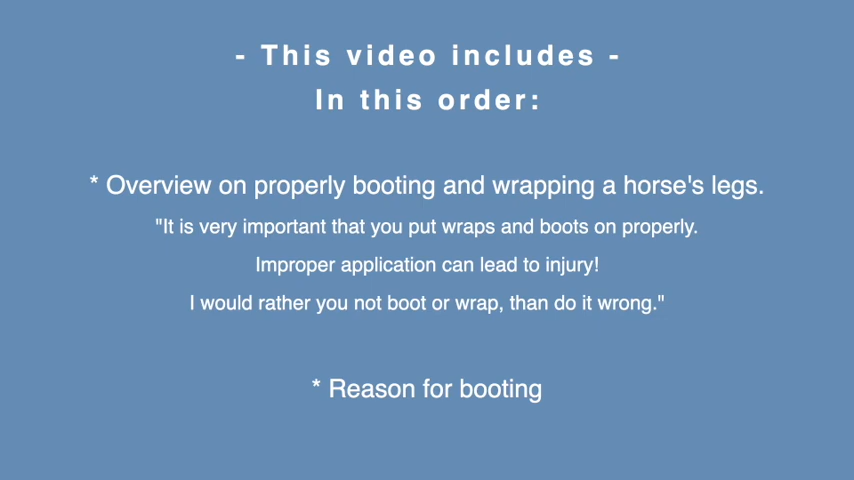 - This video includes -
In this order:
* Overview on properly booting and wrapping a horse's legs.
"It is very important that you put wraps and boots on properly.
Improper application can lead to injury!
I would rather you not boot or wrap, than do it wrong."
* Reason for booting